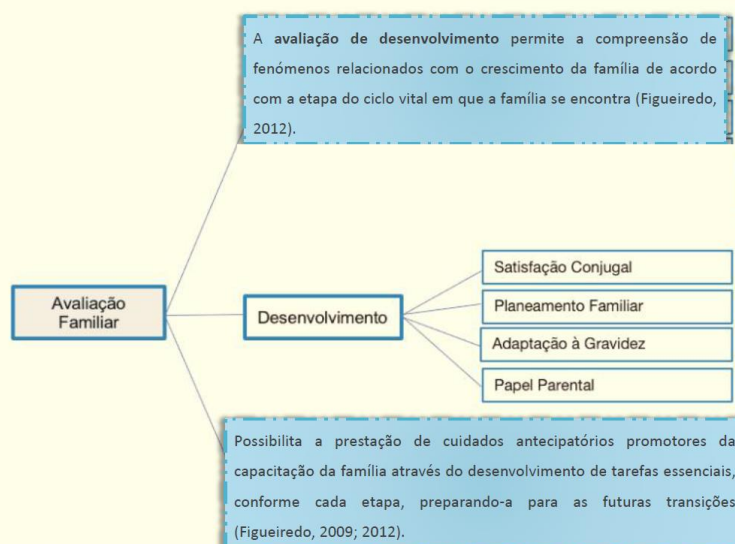 A avaliação de desenvolvimento permite a compreensão de
fenómenos relacionados com o crescimento da família de acordo
com a etapa do ciclo vital em que a família se encontra (Figueiredo,
2012).
Avaliação
Familiar
Desenvolvimento
Satisfação Conjugal
Planeamento Familiar
Adaptação à Gravidez
Papel Parental
Possibilita a prestação de cuidados antecipatórios promotores da
capacitação da família através do desenvolvimento de tarefas essenciais,
conforme cada etapa, preparando-a para as futuras transições
(Figueiredo, 2009; 2012).